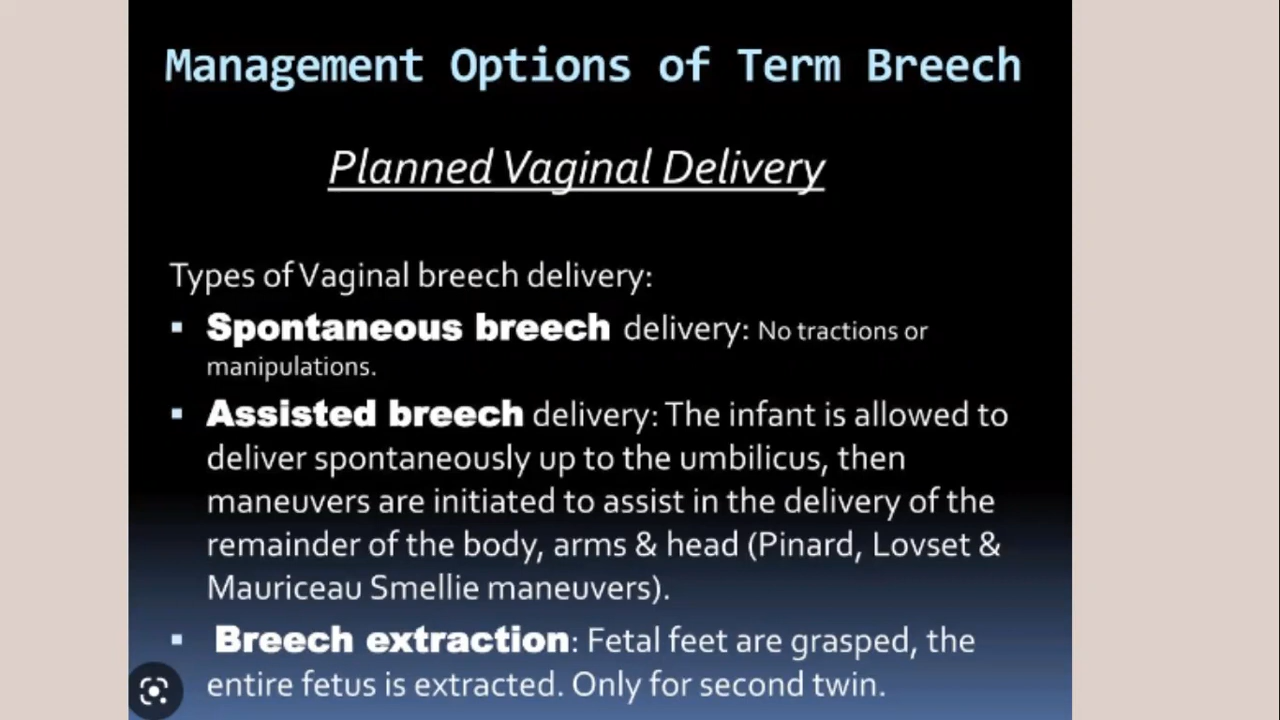 Management Options of Term Breech
Planned Vaginal Delivery
Types of Vaginal breech delivery:
▪ Spontaneous breech delivery: No tractions or
manipulations.
▪ Assisted breech delivery: The infant is allowed to
deliver spontaneously up to the umbilicus, then
maneuvers are initiated to assist in the delivery of the
remainder of the body, arms & head (Pinard, Lovset &
Mauriceau Smellie maneuvers).
▪ Breech extraction: Fetal feet are grasped, the
entire fetus is extracted. Only for second twin.